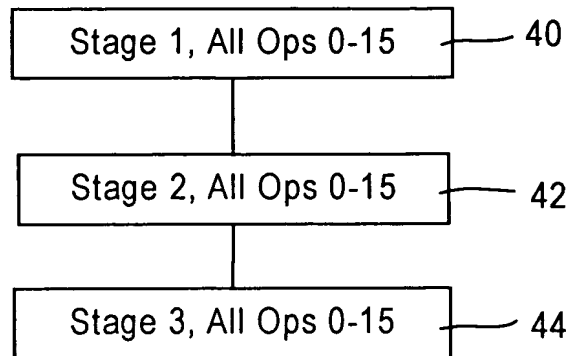 Stage 1, All Ops 0-15 40
Stage 2, All Ops 0-15 42
Stage 3, All Ops 0-15 44